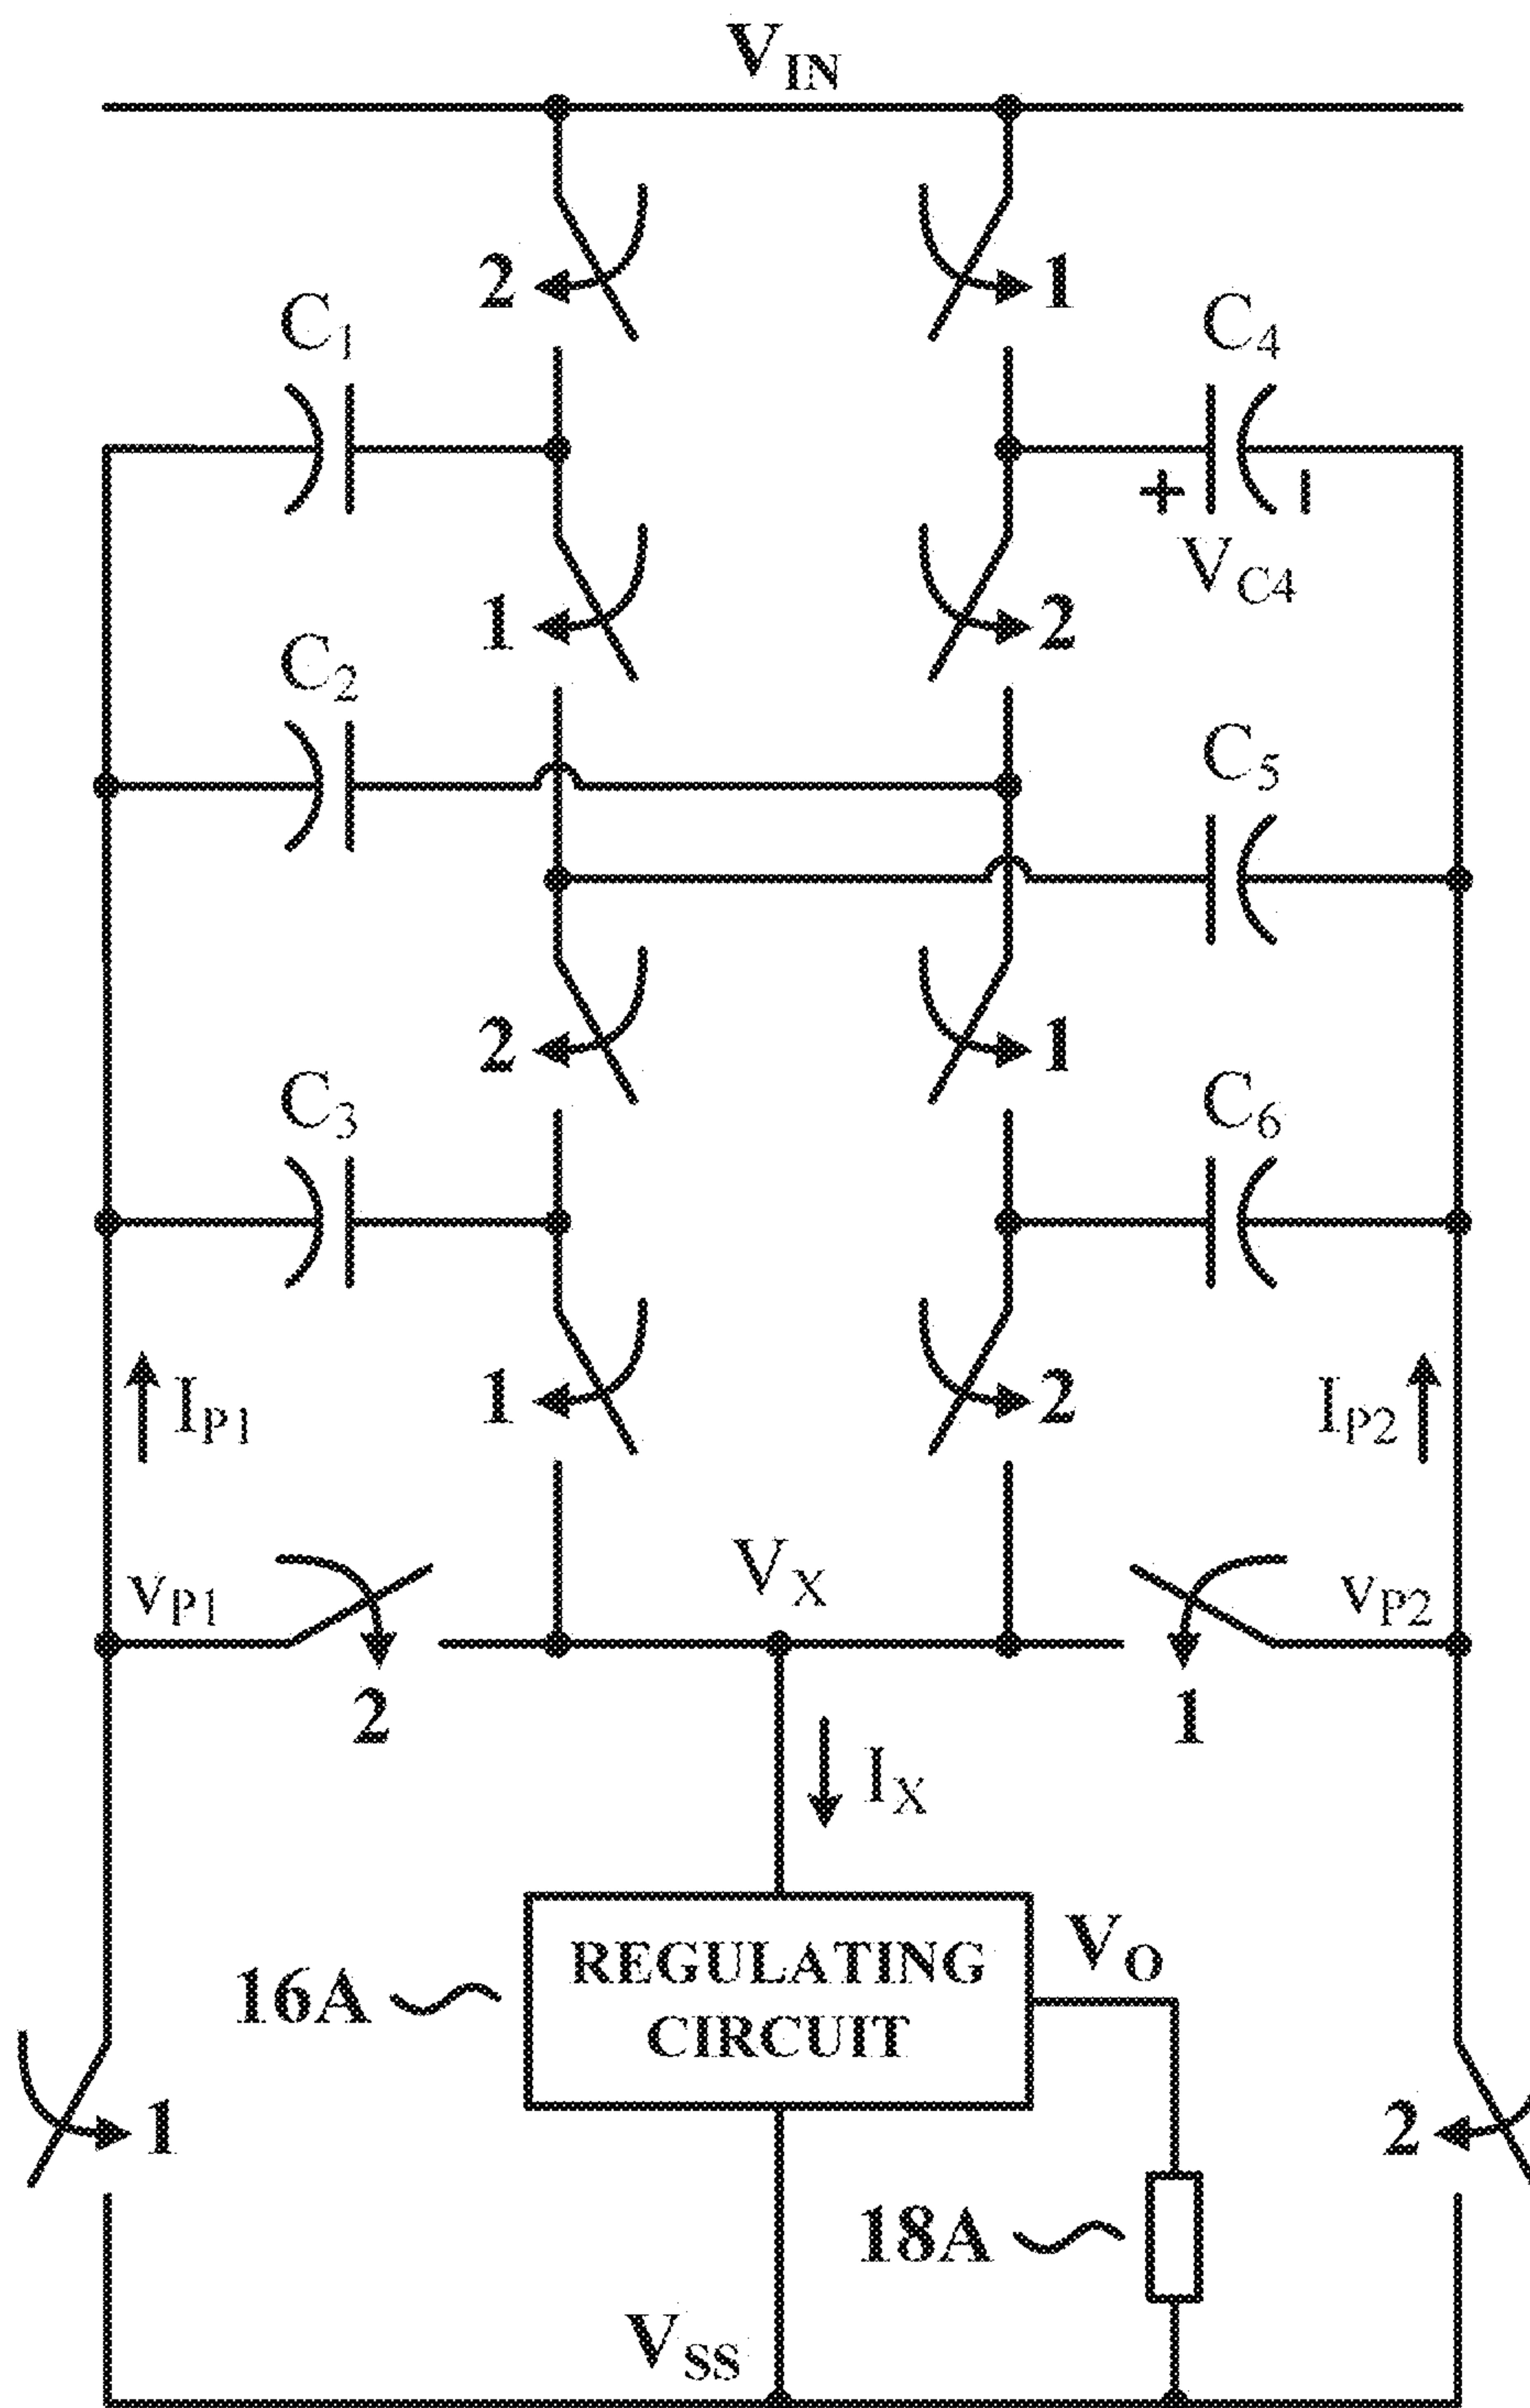 V_IN
2 1
C_1 C_4
+ −
V_C4
1 2
C_2
C_5
2 1
C_3 C_6
1 2
I_P1 I_P2
V_X
v_P1 v_P2
2 1
I_X
REGULATING
CIRCUIT
V_O
16A
1 2
18A
V_SS